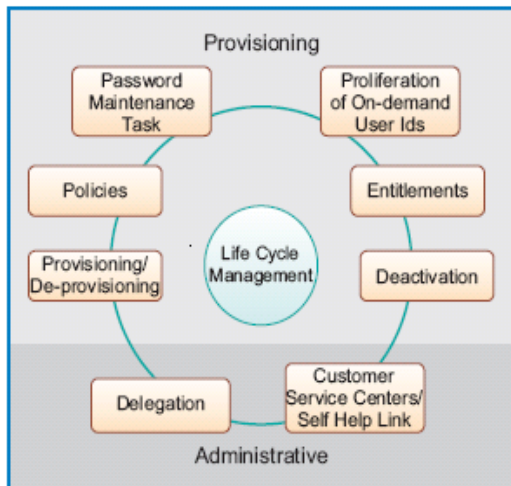 Provisioning
Password
Maintenance
Task
Proliferation
of On-demand
User Ids
Policies
Entitlements
Life Cycle
Management
Provisioning/
De-provisioning
Deactivation
Delegation
Customer
Service Centers/
Self Help Link
Administrative